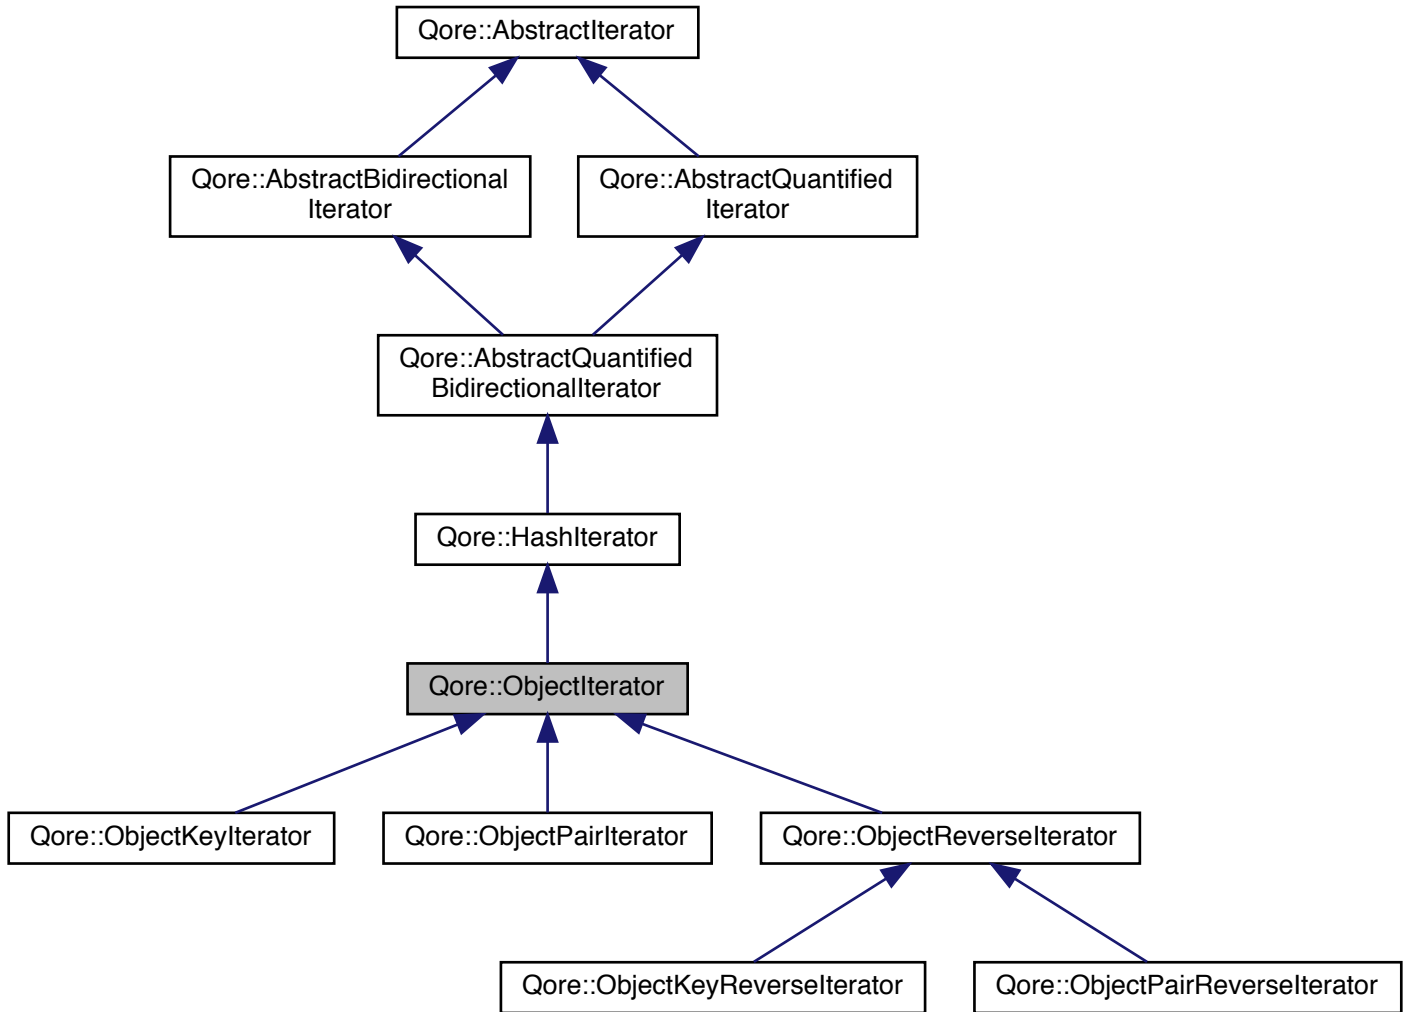 Qore::AbstractIterator
Qore::AbstractBidirectional
Iterator
Qore::AbstractQuantified
Iterator
Qore::AbstractQuantified
BidirectionalIterator
Qore::HashIterator
Qore::ObjectIterator
Qore::ObjectKeyIterator
Qore::ObjectPairIterator
Qore::ObjectReverseIterator
Qore::ObjectKeyReverseIterator
Qore::ObjectPairReverseIterator